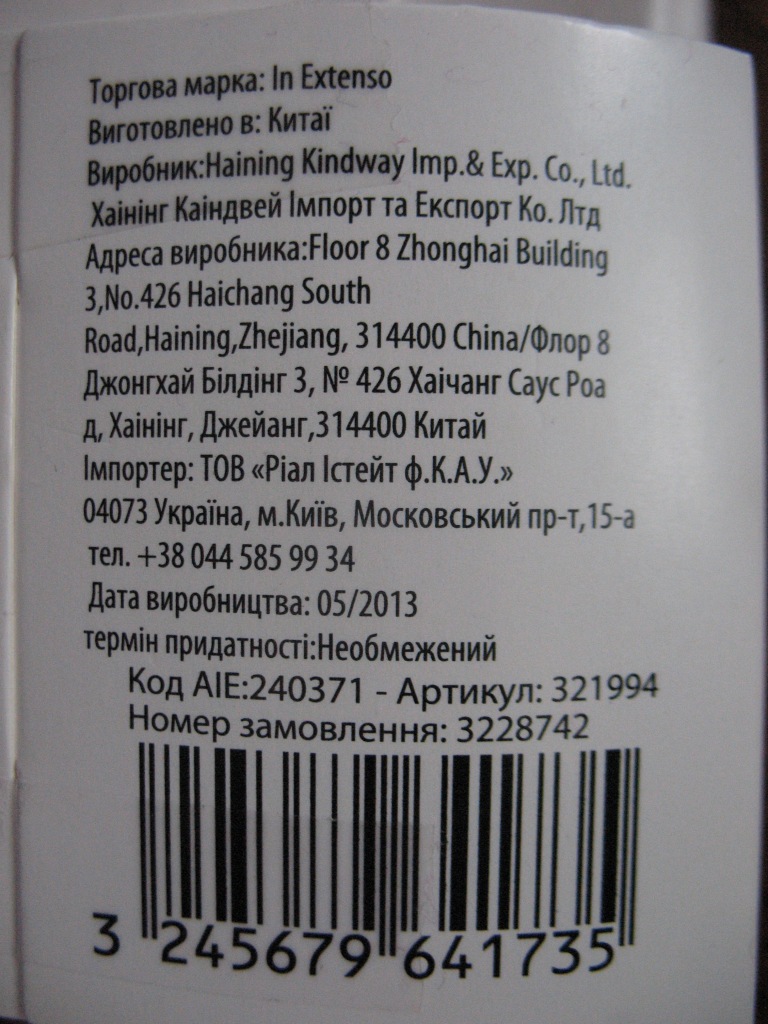 Торгова марка: In Extenso
Виготовлено в: Китаї
Виробник:Haining Kindway Imp.& Exp. Co., Ltd.
Хаінінг Каіндвей Імпорт та Експорт Ко. Лтд
Адреса виробника:Floor 8 Zhonghai Building
3,No.426 Haichang South
Road,Haining,Zhejiang, 314400 China/Флор 8
Джонгхай Білдінг 3, № 426 Хаічанг Саус Роа
д, Хаінінг, Джейанг,314400 Китай
Імпортер: ТОВ «Ріал Істейт ф.К.А.У.»
04073 Україна, м.Київ, Московський пр-т,15-а
тел. +38 044 585 99 34
Дата виробництва: 05/2013
термін придатності:Необмежений
Код AIE:240371 - Артикул: 321994
Номер замовлення: 3228742
3 245679 641735